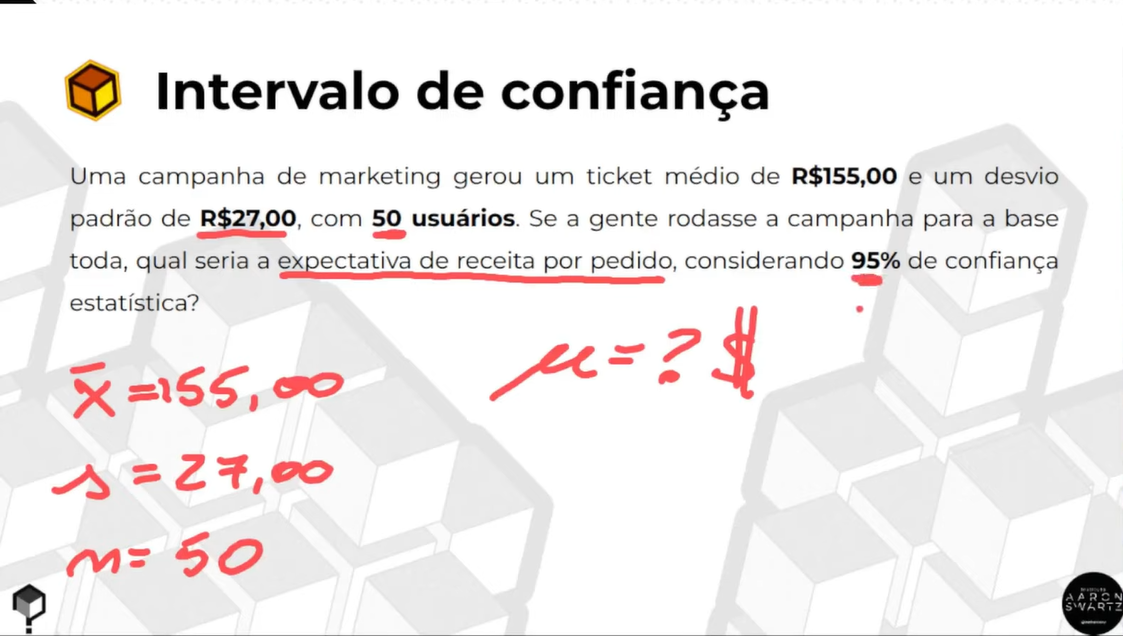 Intervalo de confiança
Uma campanha de marketing gerou um ticket médio de R$155,00 e um desvio
padrão de R$27,00, com 50 usuários. Se a gente rodasse a campanha para a base
toda, qual seria a expectativa de receita por pedido, considerando 95% de confiança
estatística?
μ = ? $
x̄ = 155,00
s = 27,00
n = 50
AARON
SWARTZ